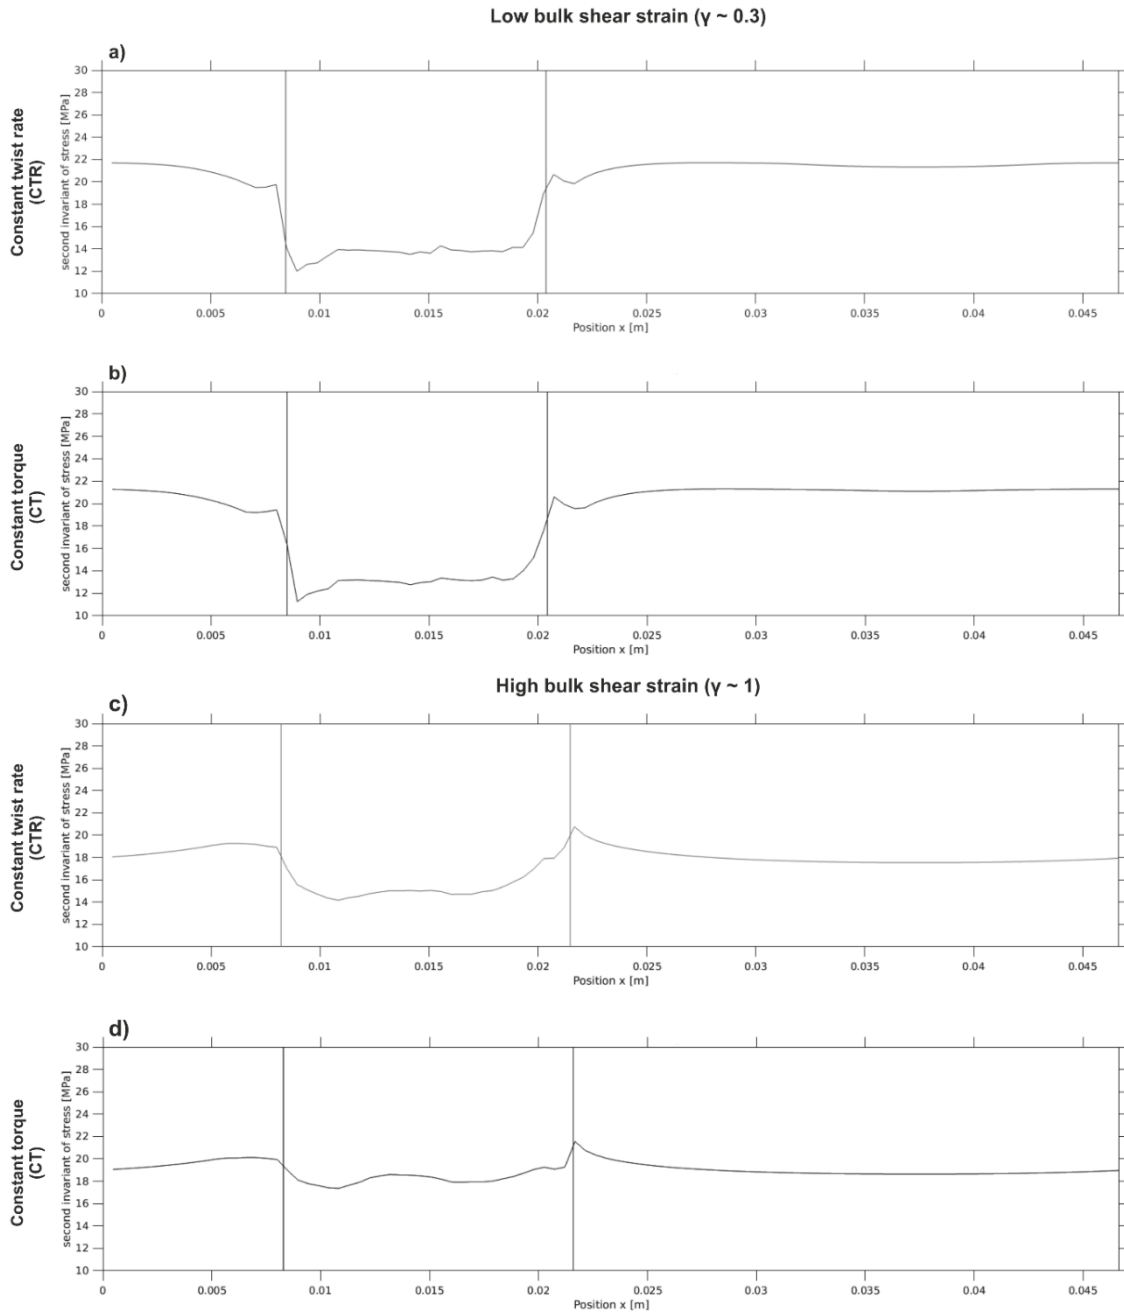 Low bulk shear strain (γ ~ 0.3)
a)
Constant twist rate
(CTR)
second invariant of stress [MPa]
30
28
26
24
22
20
18
16
14
12
10
0 0.005 0.01 0.015 0.02 0.025 0.03 0.035 0.04 0.045
Position x [m]
b)
Constant torque
(CT)
second invariant of stress [MPa]
30
28
26
24
22
20
18
16
14
12
10
0 0.005 0.01 0.015 0.02 0.025 0.03 0.035 0.04 0.045
Position x [m]
High bulk shear strain (γ ~ 1)
c)
Constant twist rate
(CTR)
second invariant of stress [MPa]
30
28
26
24
22
20
18
16
14
12
10
0 0.005 0.01 0.015 0.02 0.025 0.03 0.035 0.04 0.045
Position x [m]
d)
Constant torque
(CT)
second invariant of stress [MPa]
30
28
26
24
22
20
18
16
14
12
10
0 0.005 0.01 0.015 0.02 0.025 0.03 0.035 0.04 0.045
Position x [m]